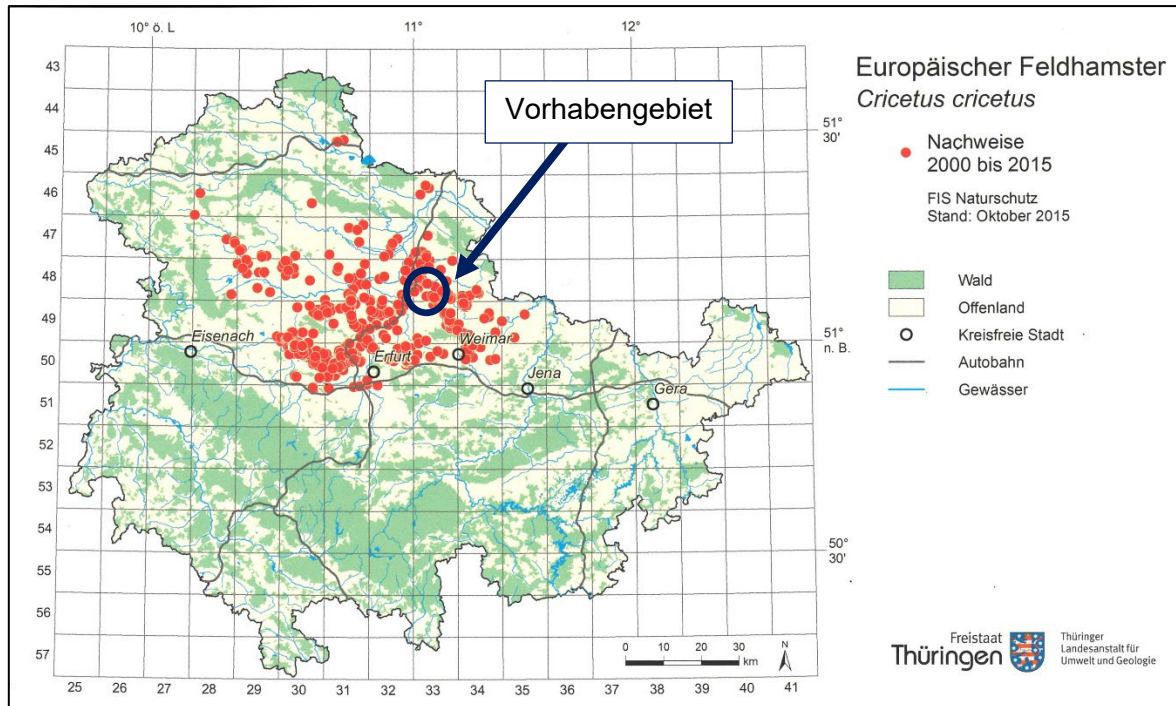 10° ö. L
11°
12°
43
44
45
46
47
48
49
50
51
52
53
54
55
56
57
25 26 27 28 29 30 31 32 33 34 35 36 37 38 39 40 41
51°
30'
51°
n. B.
50°
30'
Vorhabengebiet
Eisenach
Erfurt
Weimar
Jena
Gera
0 10 20 30
km
N
Europäischer Feldhamster
Cricetus cricetus
Nachweise
2000 bis 2015
FIS Naturschutz
Stand: Oktober 2015
Wald
Offenland
Kreisfreie Stadt
Autobahn
Gewässer
Freistaat
Thüringen
Thüringer
Landesanstalt für
Umwelt und Geologie